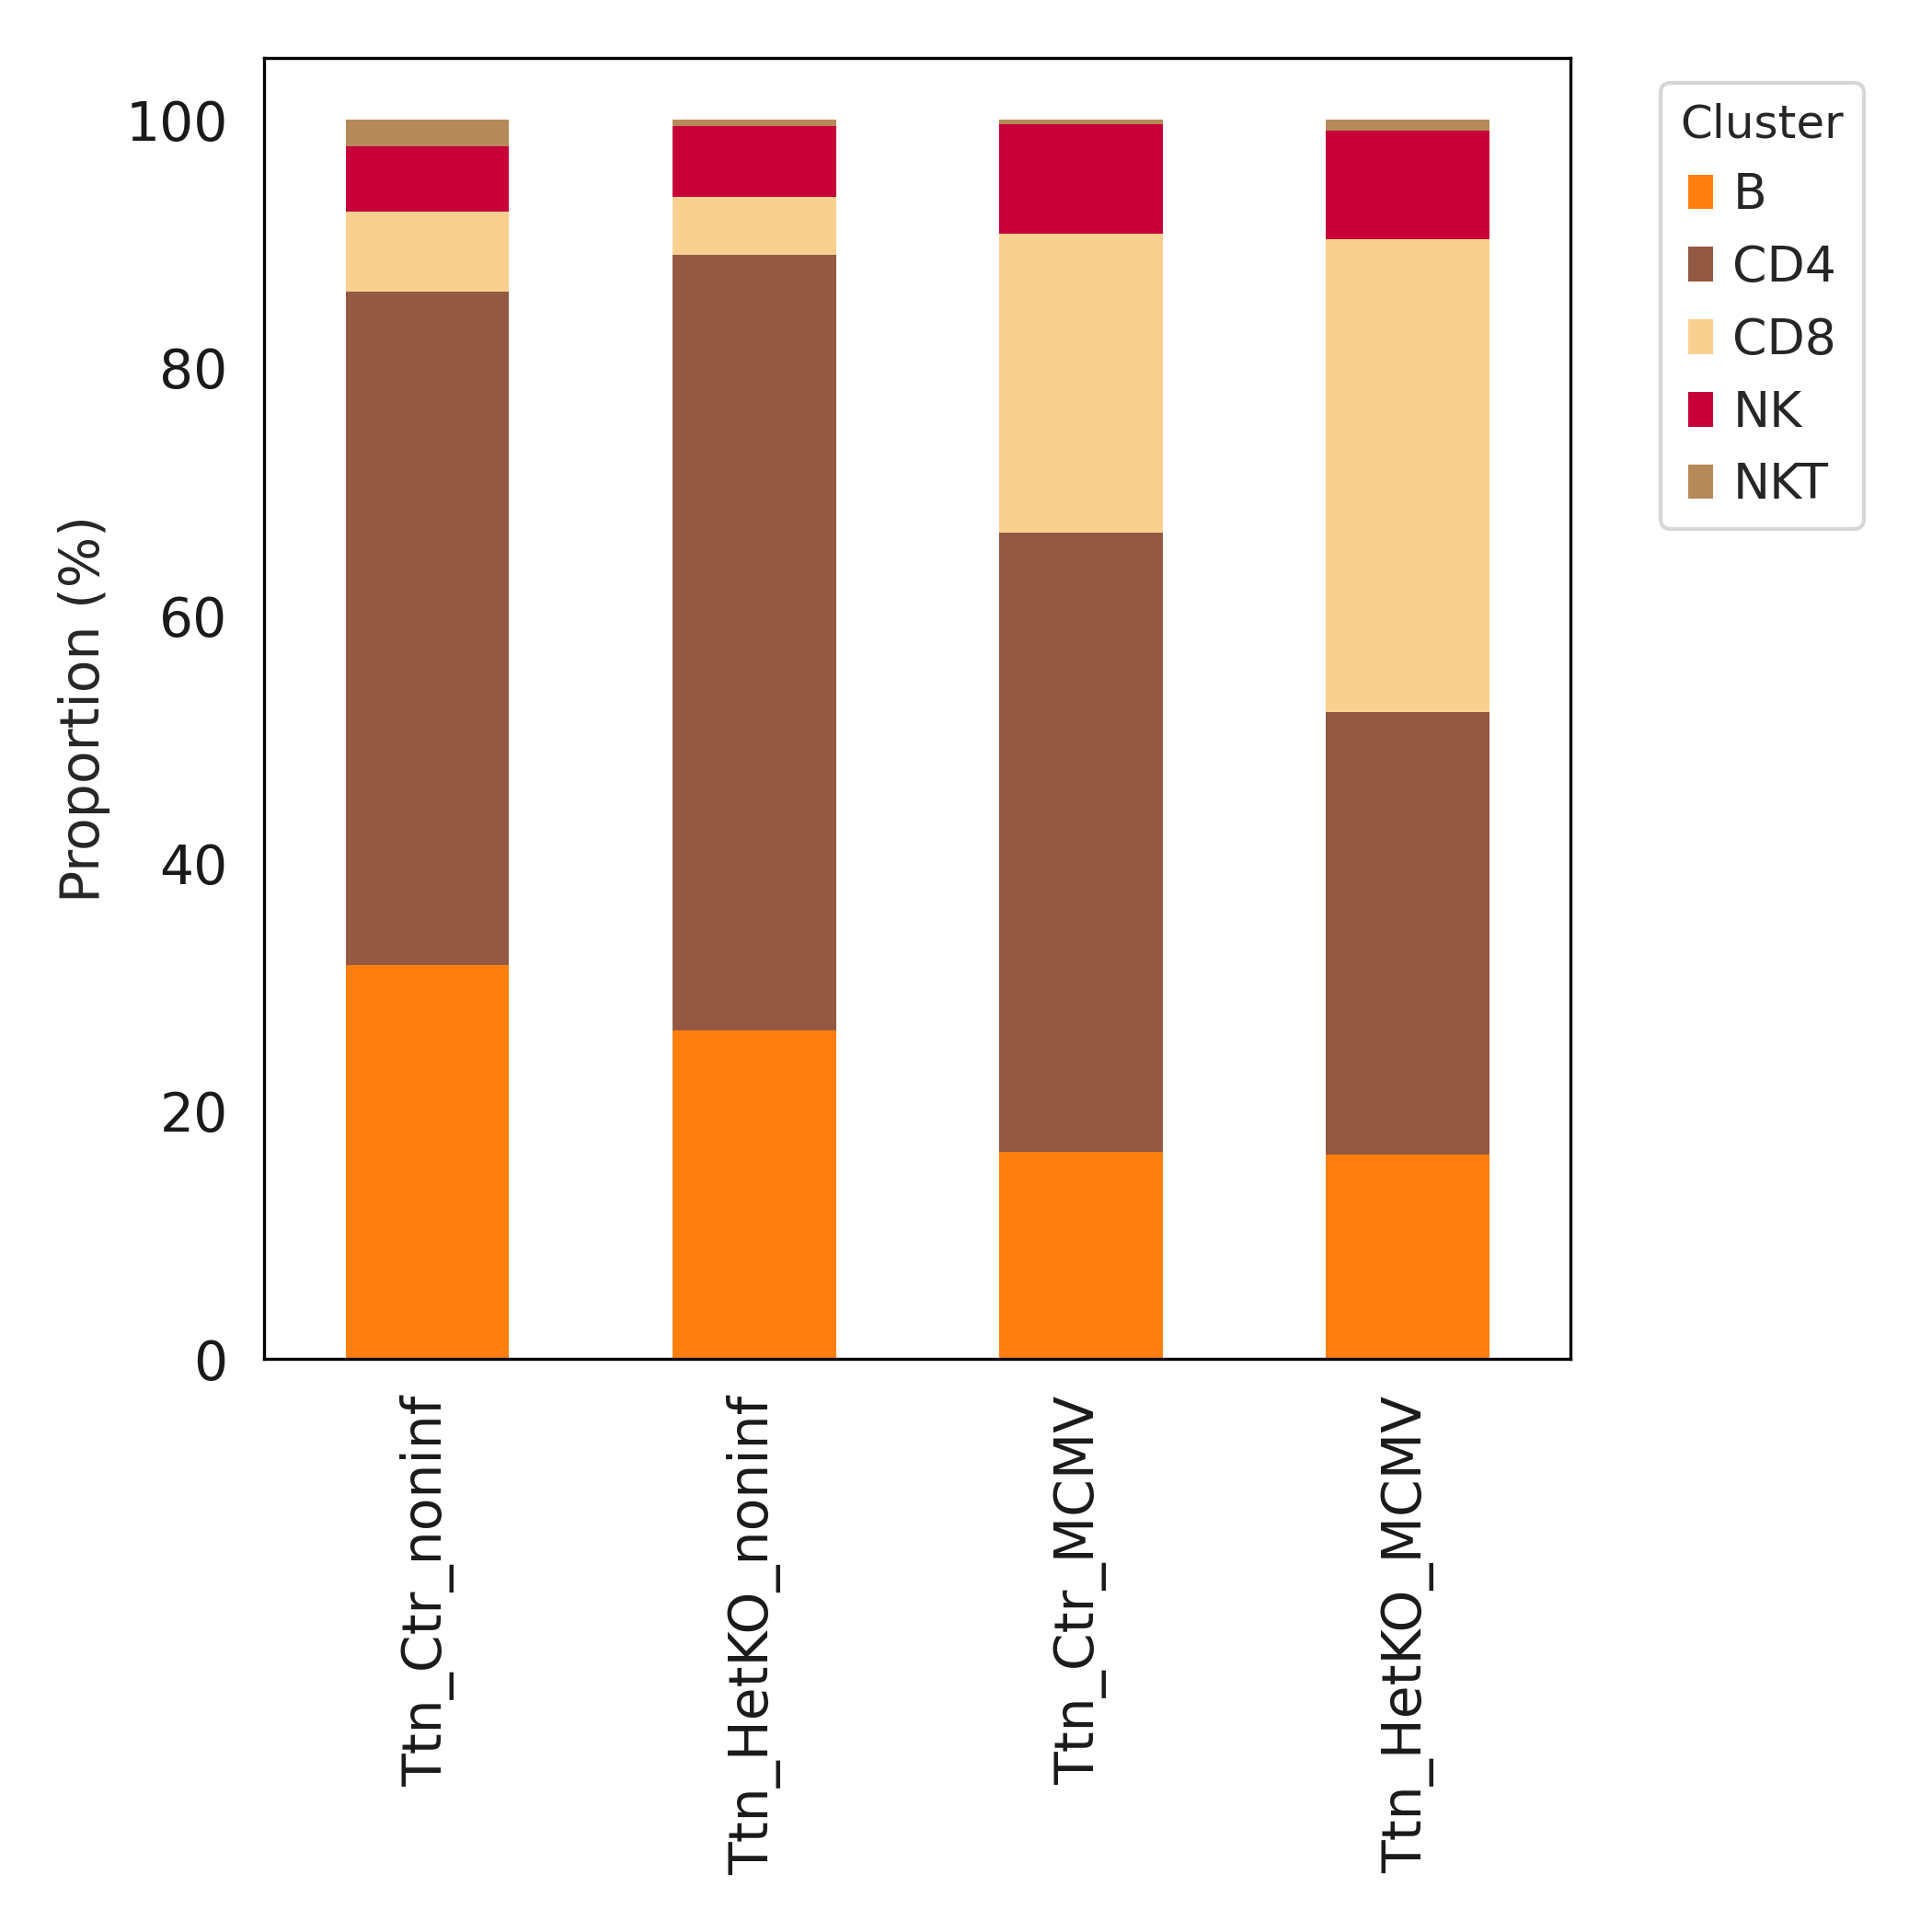 Proportion (%)
100
80
60
40
20
0
Ttn_Ctr_noninf
Ttn_HetKO_noninf
Ttn_Ctr_MCMV
Ttn_HetKO_MCMV
Cluster
B
CD4
CD8
NK
NKT